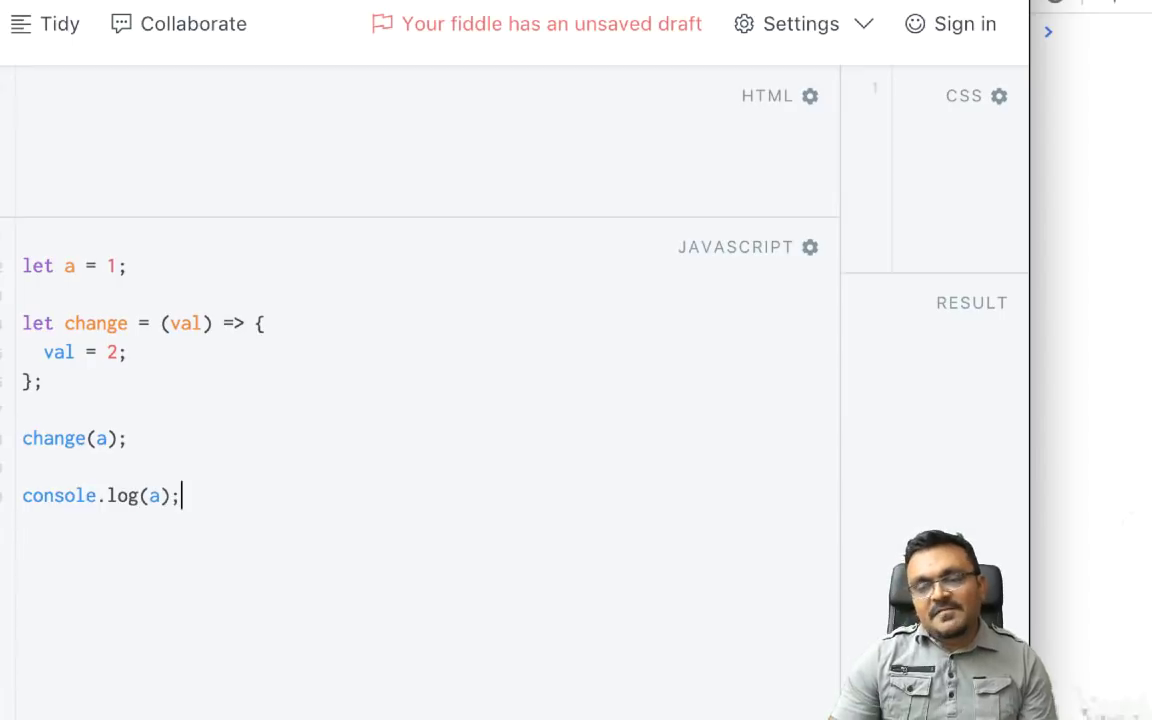 Tidy
Collaborate
Your fiddle has an unsaved draft
Settings
Sign in
HTML
1
CSS
JAVASCRIPT
let a = 1;
let change = (val) => {
val = 2;
};
change(a);
console.log(a);
RESULT